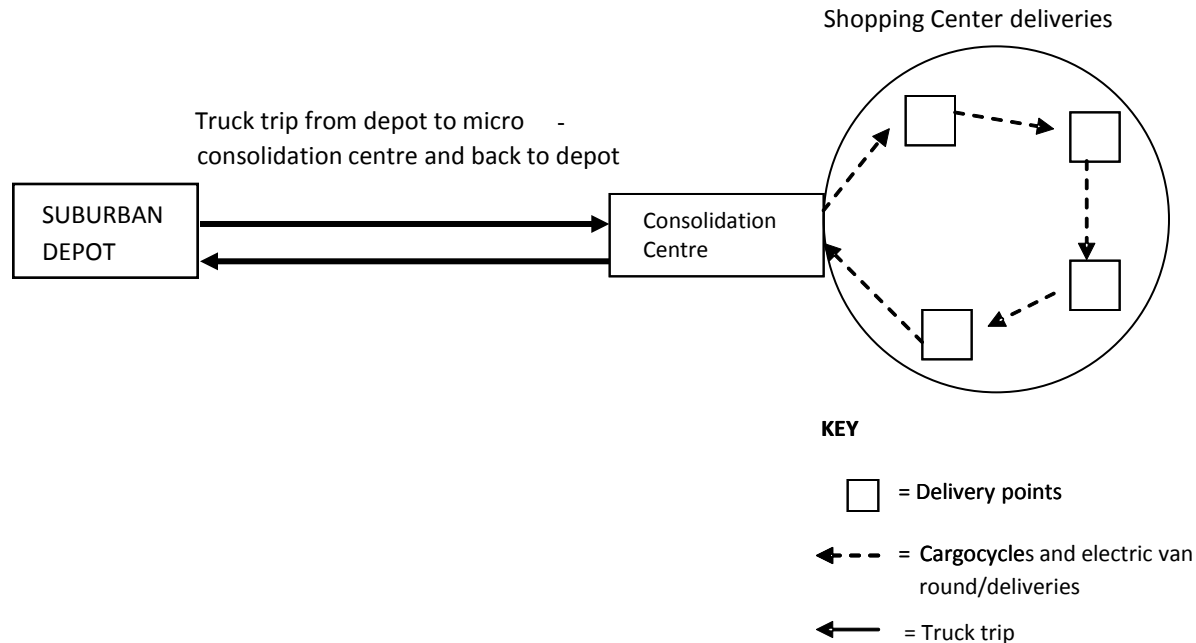 Shopping Center deliveries
Truck trip from depot to micro -
consolidation centre and back to depot
SUBURBAN
DEPOT
Consolidation
Centre
KEY
= Delivery points
= Cargocycles and electric van
round/deliveries
= Truck trip